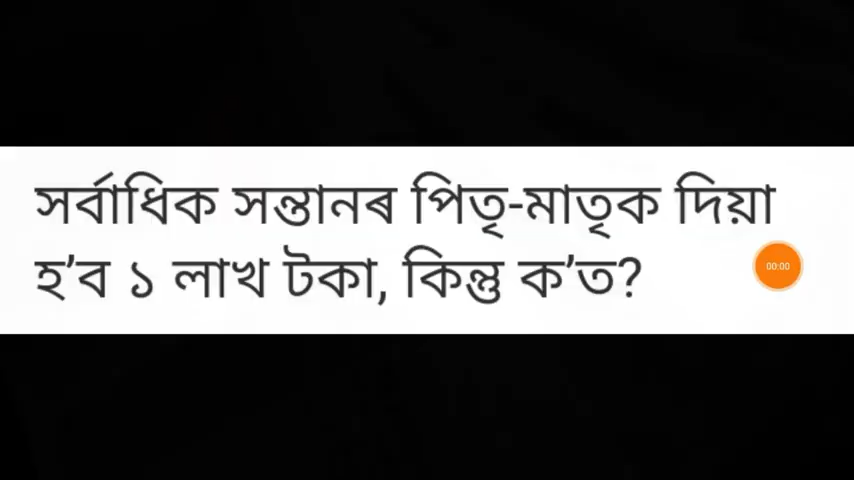 সৰ্বাধিক সন্তানৰ পিতৃ-মাতৃক দিয়া
হ'ব ১ লাখ টকা, কিন্তু ক'ত?
00:00